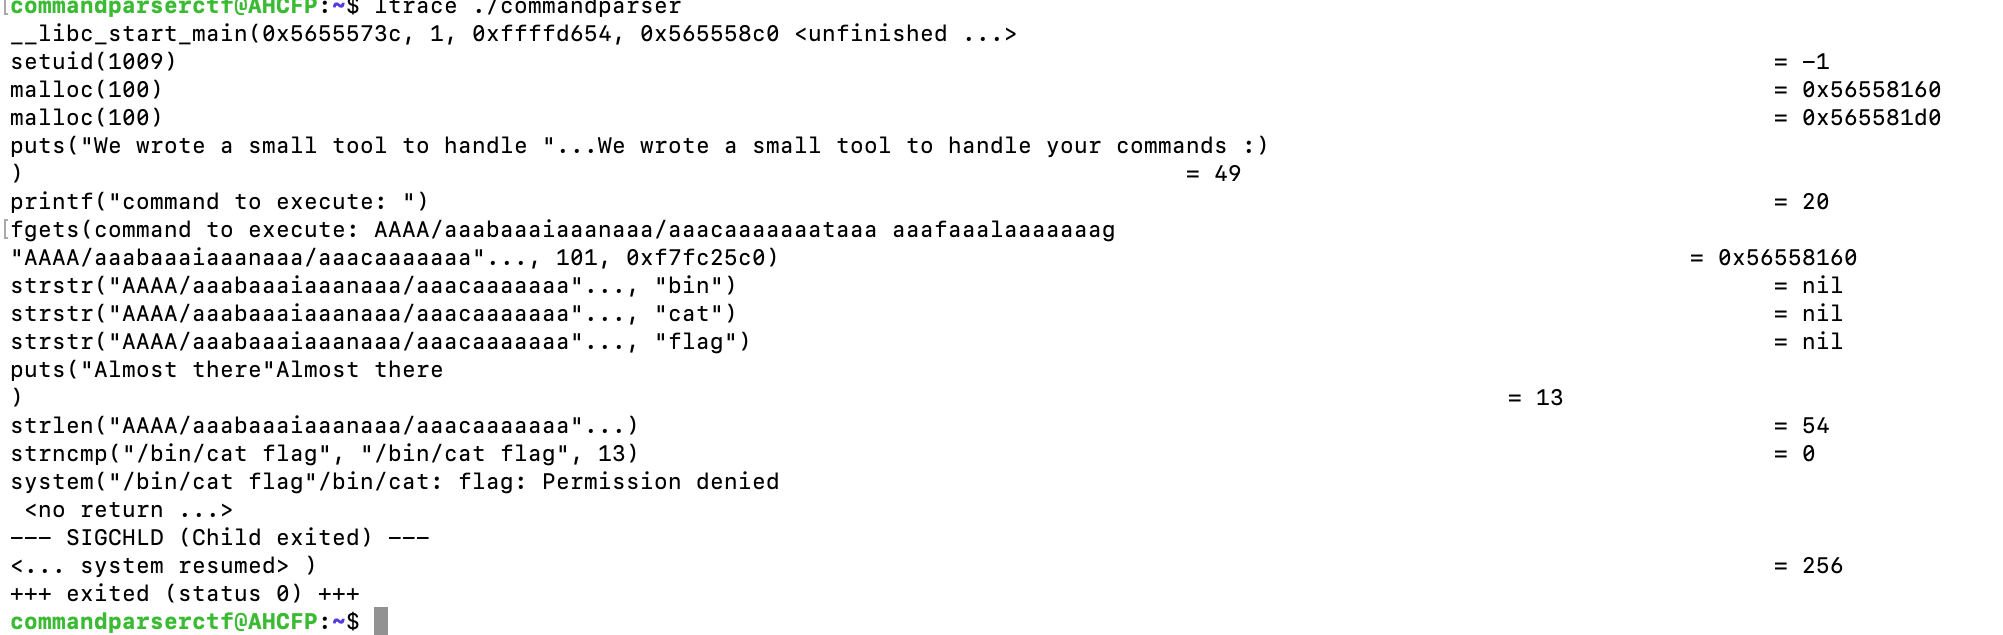 commandparserctf@AHCFP:~$ ltrace ./commandparser
__libc_start_main(0x5655573c, 1, 0xffffd654, 0x565558c0 <unfinished ...>
setuid(1009) = -1
malloc(100) = 0x56558160
malloc(100) = 0x565581d0
puts("We wrote a small tool to handle "...We wrote a small tool to handle your commands :)
) = 49
printf("command to execute: ") = 20
[fgets(command to execute: AAAA/aaabaaaiaaanaaa/aaacaaaaaaataaa aaafaaalaaaaaaag
"AAAA/aaabaaaiaaanaaa/aaacaaaaaaa"..., 101, 0xf7fc25c0) = 0x56558160
strstr("AAAA/aaabaaaiaaanaaa/aaacaaaaaaa"..., "bin") = nil
strstr("AAAA/aaabaaaiaaanaaa/aaacaaaaaaa"..., "cat") = nil
strstr("AAAA/aaabaaaiaaanaaa/aaacaaaaaaa"..., "flag") = nil
puts("Almost there"Almost there
) = 13
strlen("AAAA/aaabaaaiaaanaaa/aaacaaaaaaa"...) = 54
strncmp("/bin/cat flag", "/bin/cat flag", 13) = 0
system("/bin/cat flag"/bin/cat: flag: Permission denied
<no return ...>
--- SIGCHLD (Child exited) ---
<... system resumed> ) = 256
+++ exited (status 0) +++
commandparserctf@AHCFP:~$